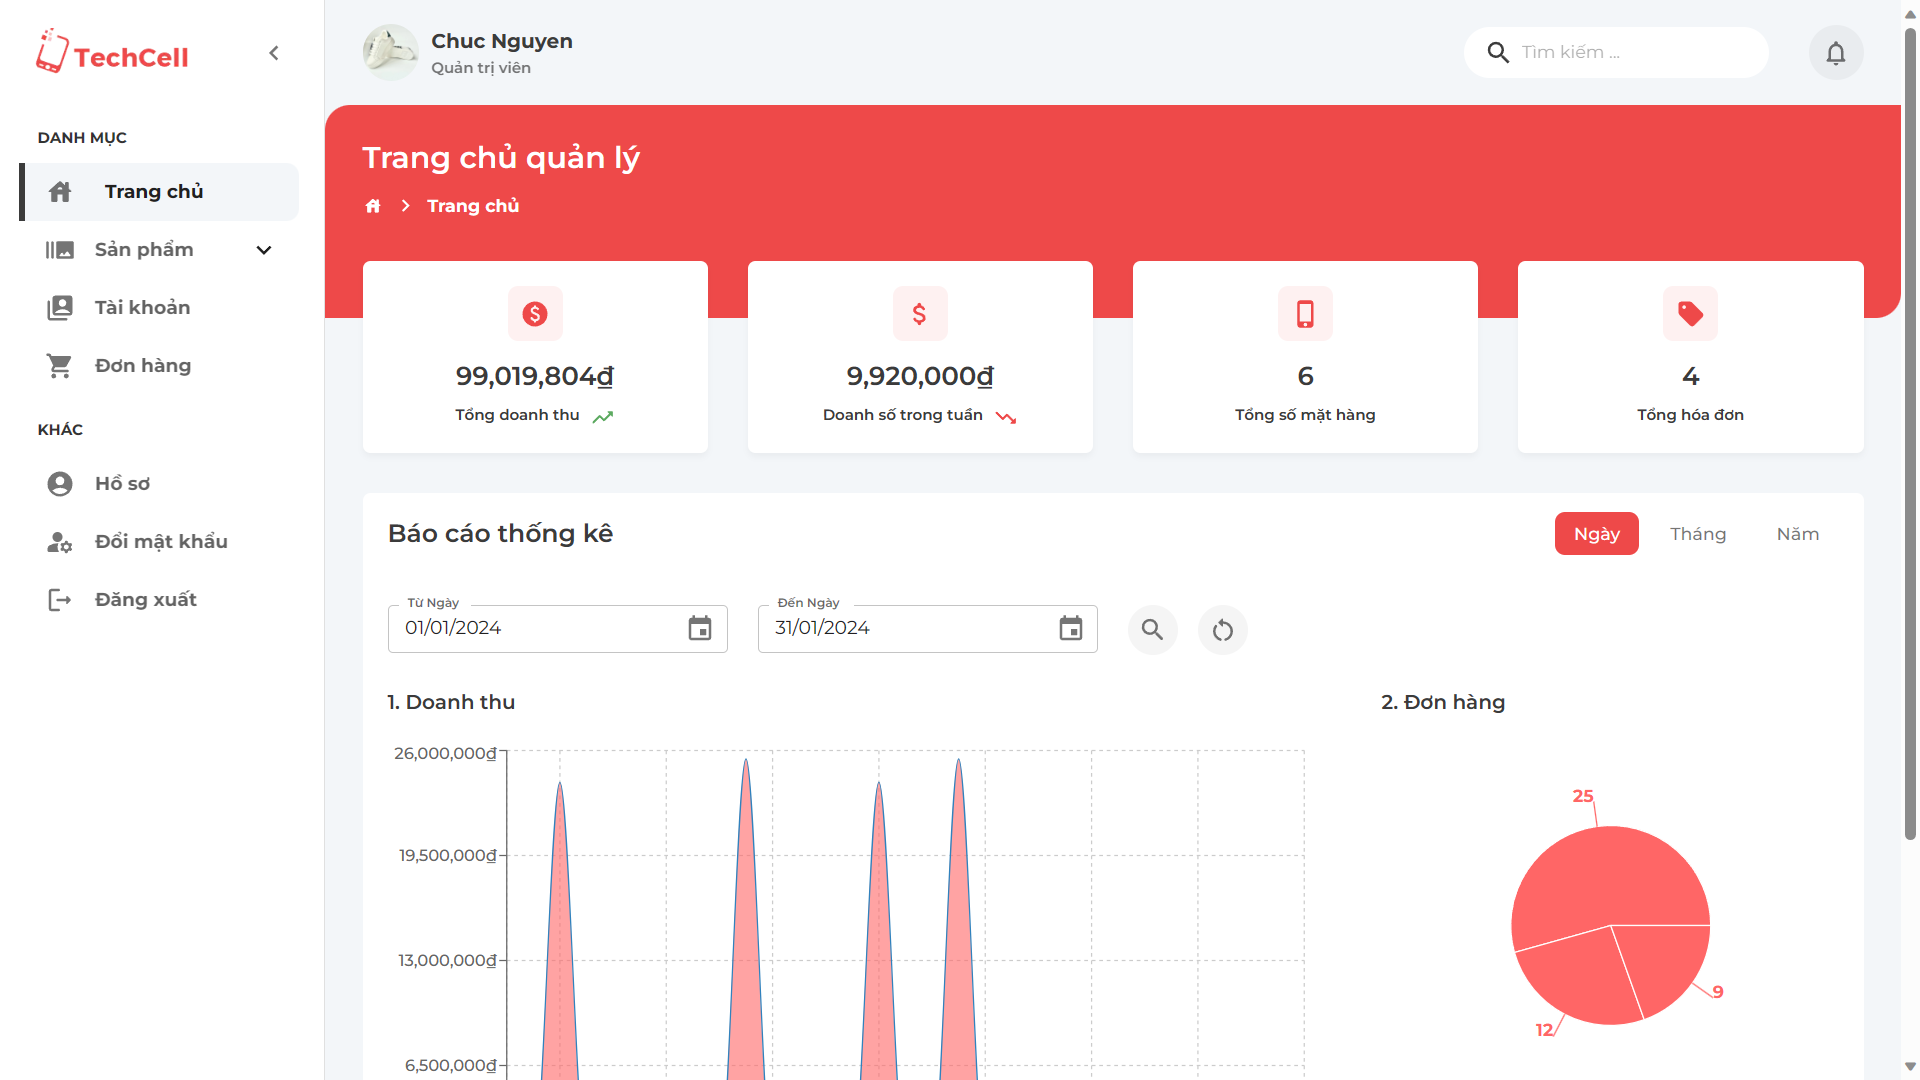 TechCell
DANH MỤC
Trang chủ
Sản phẩm
Tài khoản
Đơn hàng
KHÁC
Hồ sơ
Đổi mật khẩu
Đăng xuất
Chuc Nguyen
Quản trị viên
Tìm kiếm ...
Trang chủ quản lý
Trang chủ
99,019,804₫
Tổng doanh thu
9,920,000₫
Doanh số trong tuần
6
Tổng số mặt hàng
4
Tổng hóa đơn
Báo cáo thống kê
Ngày
Tháng
Năm
Từ Ngày
01/01/2024
Đến Ngày
31/01/2024
1. Doanh thu
26,000,000₫
19,500,000₫
13,000,000₫
6,500,000₫
2. Đơn hàng
25
9
12